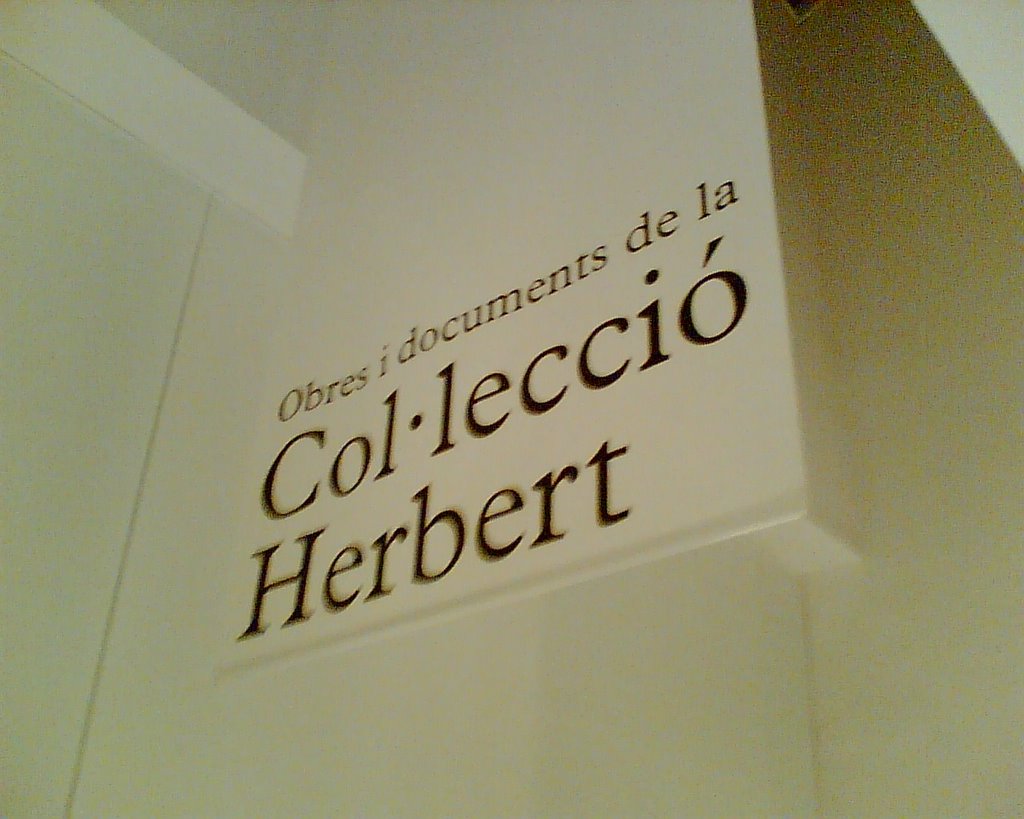 Obres i documents de la
Col·lecció
Herbert